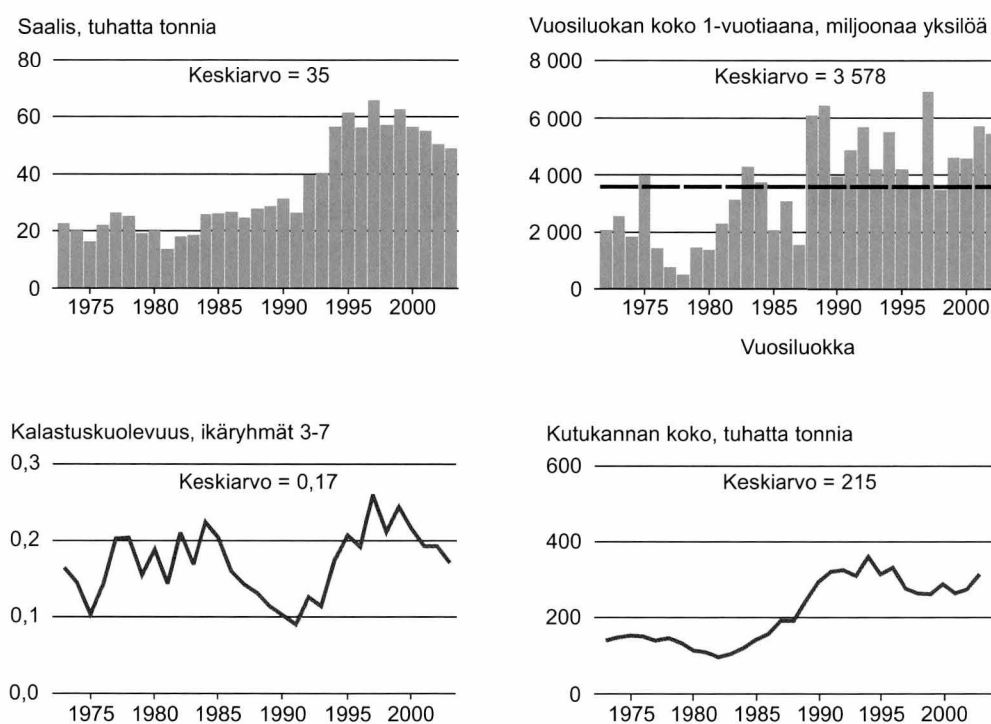 Saalis, tuhatta tonnia
80
Keskiarvo = 35
60
40
20
0
1975 1980 1985 1990 1995 2000
Vuosiluokan koko 1-vuotiaana, miljoonaa yksilöä
8 000
Keskiarvo = 3 578
6 000
4 000
2 000
0
1975 1980 1985 1990 1995 2000
Vuosiluokka
Kalastuskuolevuus, ikäryhmät 3-7
0,3
Keskiarvo = 0,17
0,2
0,1
0,0
1975 1980 1985 1990 1995 2000
Kutukannan koko, tuhatta tonnia
600
Keskiarvo = 215
400
200
0
1975 1980 1985 1990 1995 2000